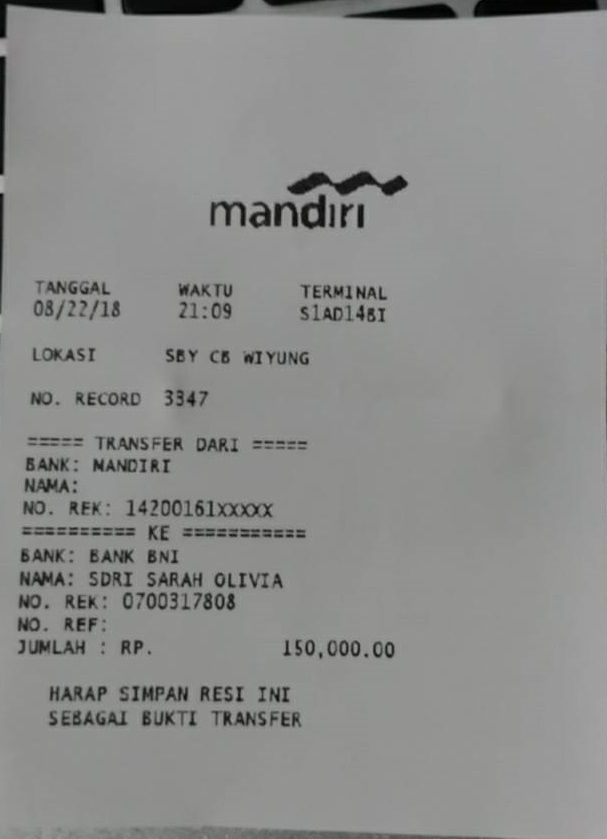 mandiri
TANGGAL WAKTU TERMINAL
08/22/18 21:09 S1AD14BI
LOKASI SBY CB WIYUNG
NO. RECORD 3347
===== TRANSFER DARI =====
BANK: MANDIRI
NAMA:
NO. REK: 14200161XXXXX
========== KE ===========
BANK: BANK BNI
NAMA: SDRI SARAH OLIVIA
NO. REK: 0700317808
NO. REF:
JUMLAH : RP. 150,000.00
HARAP SIMPAN RESI INI
SEBAGAI BUKTI TRANSFER